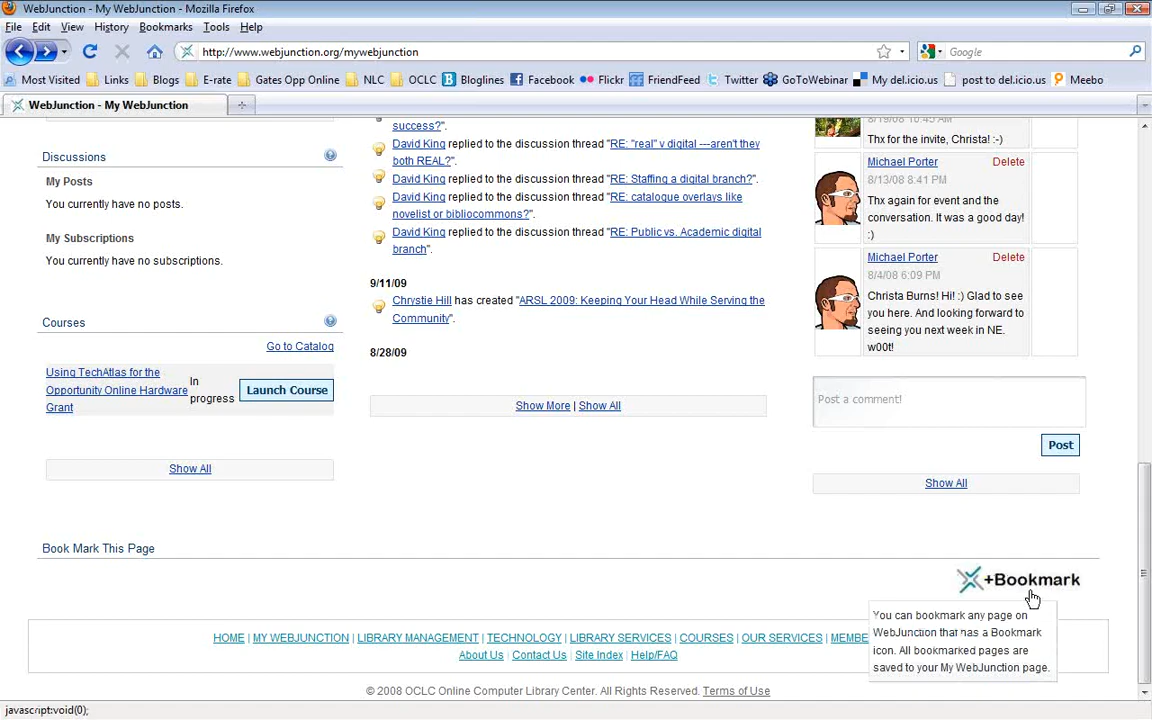 WebJunction - My WebJunction - Mozilla Firefox
File Edit View History Bookmarks Tools Help
http://www.webjunction.org/mywebjunction
Google
Most Visited Links Blogs E-rate Gates Opp Online NLC OCLC Bloglines Facebook Flickr FriendFeed Twitter GoToWebinar My del.icio.us post to del.icio.us Meebo
WebJunction - My WebJunction
Discussions
My Posts
You currently have no posts.
My Subscriptions
You currently have no subscriptions.
Courses
Go to Catalog
Using TechAtlas for the
Opportunity Online Hardware
Grant
In
progress
Launch Course
Show All
success?".
David King replied to the discussion thread "RE: "real" v digital ---aren't they
both REAL?".
David King replied to the discussion thread "RE: Staffing a digital branch?".
David King replied to the discussion thread "RE: catalogue overlays like
novelist or bibliocommons?".
David King replied to the discussion thread "RE: Public vs. Academic digital
branch".
9/11/09
Chrystie Hill has created "ARSL 2009: Keeping Your Head While Serving the
Community".
8/28/09
Show More | Show All
8/19/08 10:45 AM
Thx for the invite, Christa! :-)
Michael Porter Delete
8/13/08 8:41 PM
Thx again for event and the
conversation. It was a good day!
:)
Michael Porter Delete
8/4/08 6:09 PM
Christa Burns! Hi! :) Glad to see
you here. And looking forward to
seeing you next week in NE.
w00t!
Post a comment!
Post
Show All
Book Mark This Page
+Bookmark
You can bookmark any page on
WebJunction that has a Bookmark
icon. All bookmarked pages are
saved to your My WebJunction page.
HOME | MY WEBJUNCTION | LIBRARY MANAGEMENT | TECHNOLOGY | LIBRARY SERVICES | COURSES | OUR SERVICES | MEMBE
About Us | Contact Us | Site Index | Help/FAQ
© 2008 OCLC Online Computer Library Center. All Rights Reserved. Terms of Use
javascript:void(0);